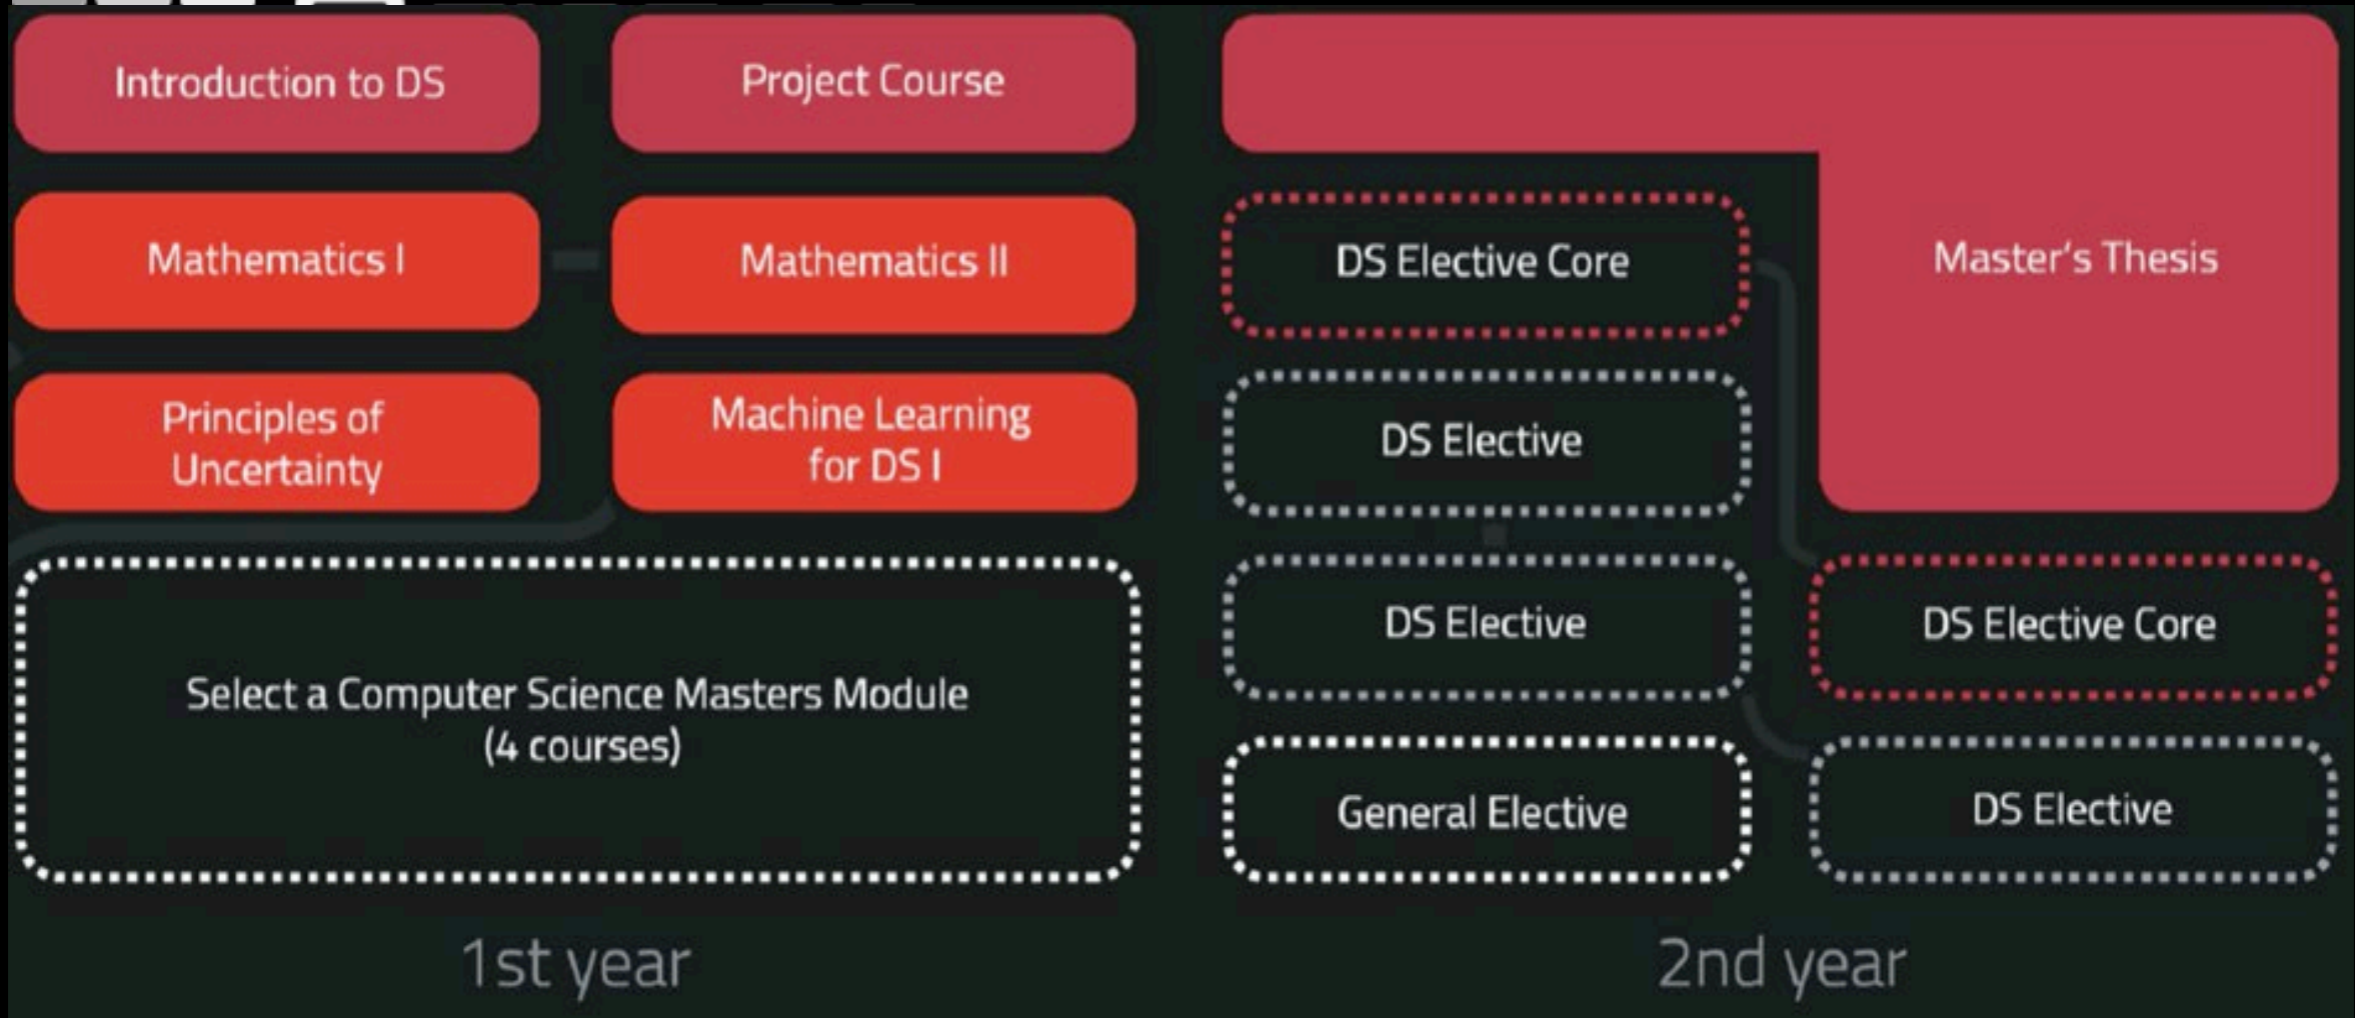 Introduction to DS
Project Course
Mathematics I
Mathematics II
DS Elective Core
Master's Thesis
Principles of
Uncertainty
Machine Learning
for DS I
DS Elective
Select a Computer Science Masters Module
(4 courses)
DS Elective
DS Elective Core
General Elective
DS Elective
1st year
2nd year